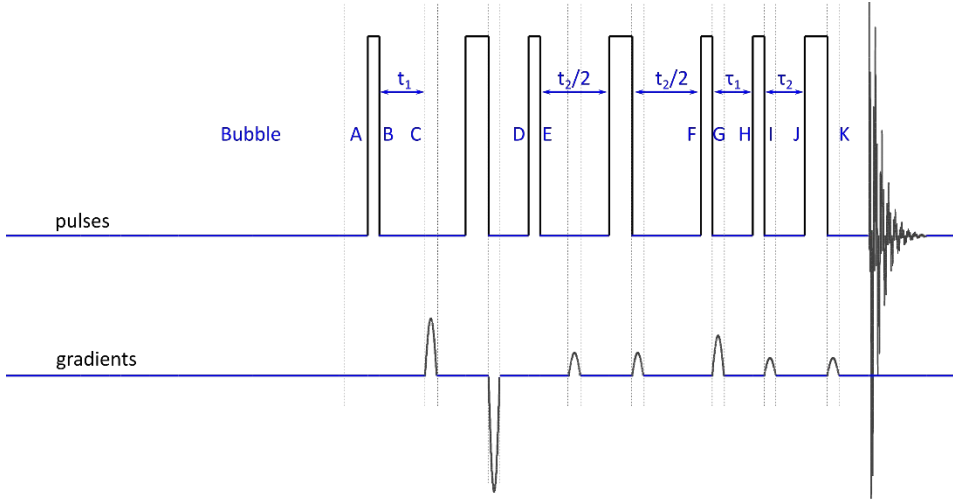 t₁ t₂/2 t₂/2 τ₁ τ₂
Bubble A B C D E F G H I J K
pulses
gradients